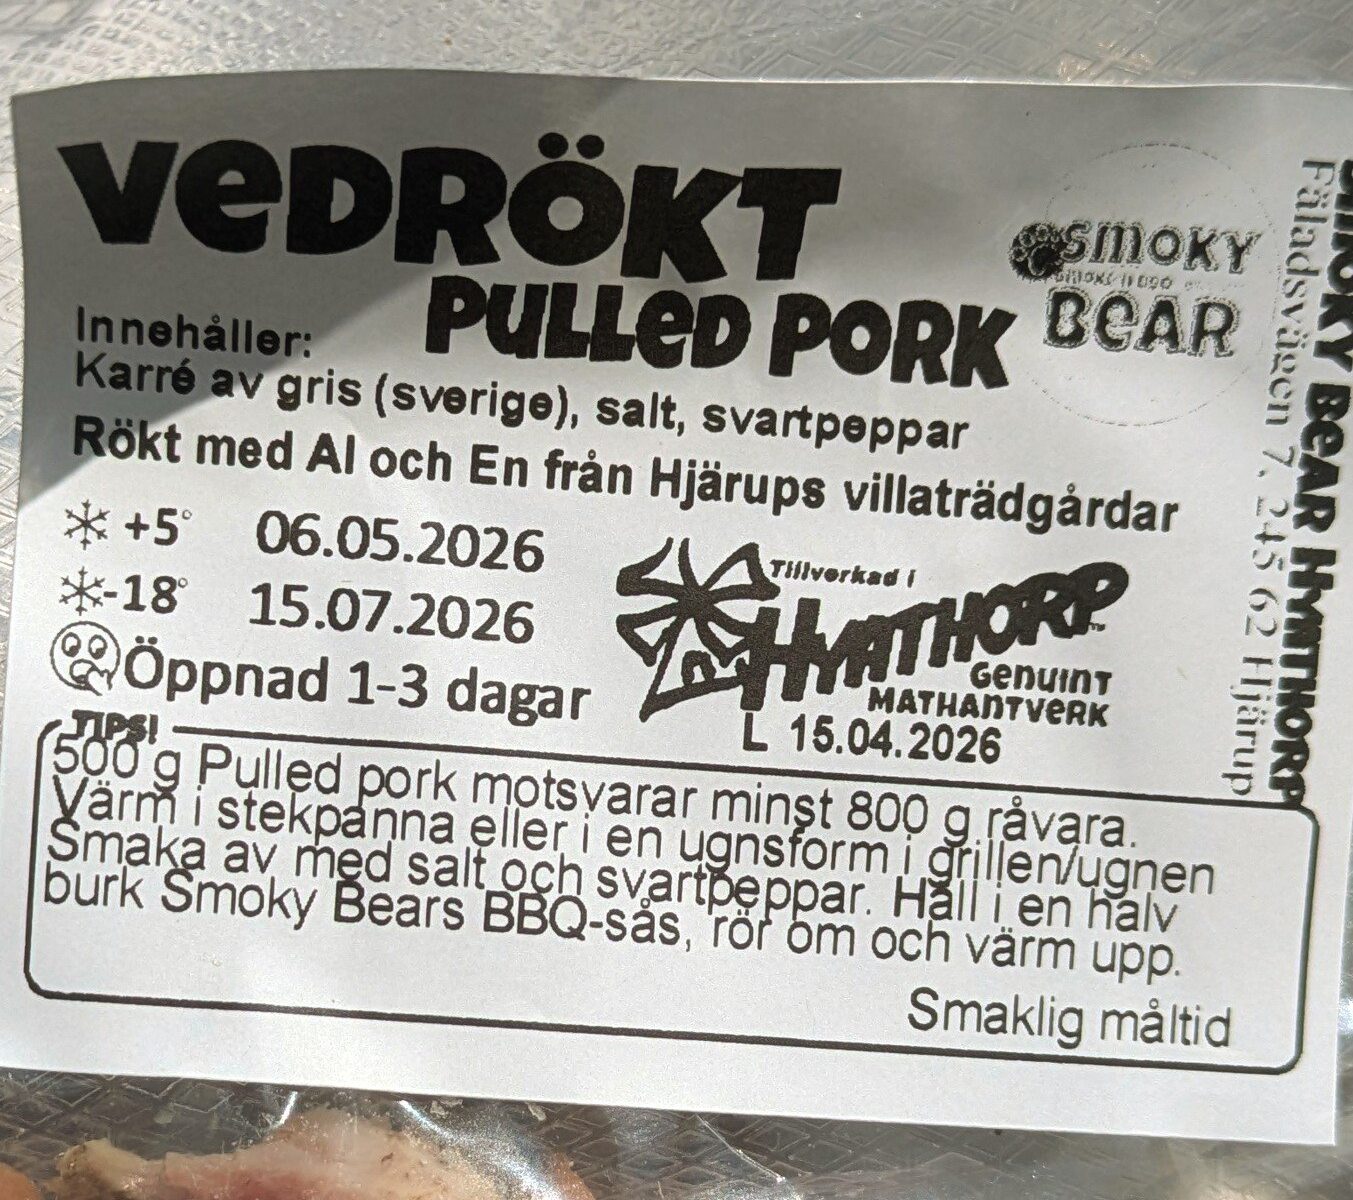 VeDRÖKT
PULLeD PORK
SMOKY
BeAR
Innehåller:
Karré av gris (sverige), salt, svartpeppar
Rökt med Al och En från Hjärups villaträdgårdar
+5° 06.05.2026
-18° 15.07.2026
Öppnad 1-3 dagar
Tillverkad i
HYATHORP
GenuinT
MATHANTVeRK
L 15.04.2026
TIPS!
500 g Pulled pork motsvarar minst 800 g råvara.
Värm i stekpanna eller i en ugnsform i grillen/ugnen
Smaka av med salt och svartpeppar. Häll i en halv
burk Smoky Bears BBQ-sås, rör om och värm upp.
Smaklig måltid
SMOKY BeAR HYATHORP
Fäladsvägen 7. 245 62 Hjärup